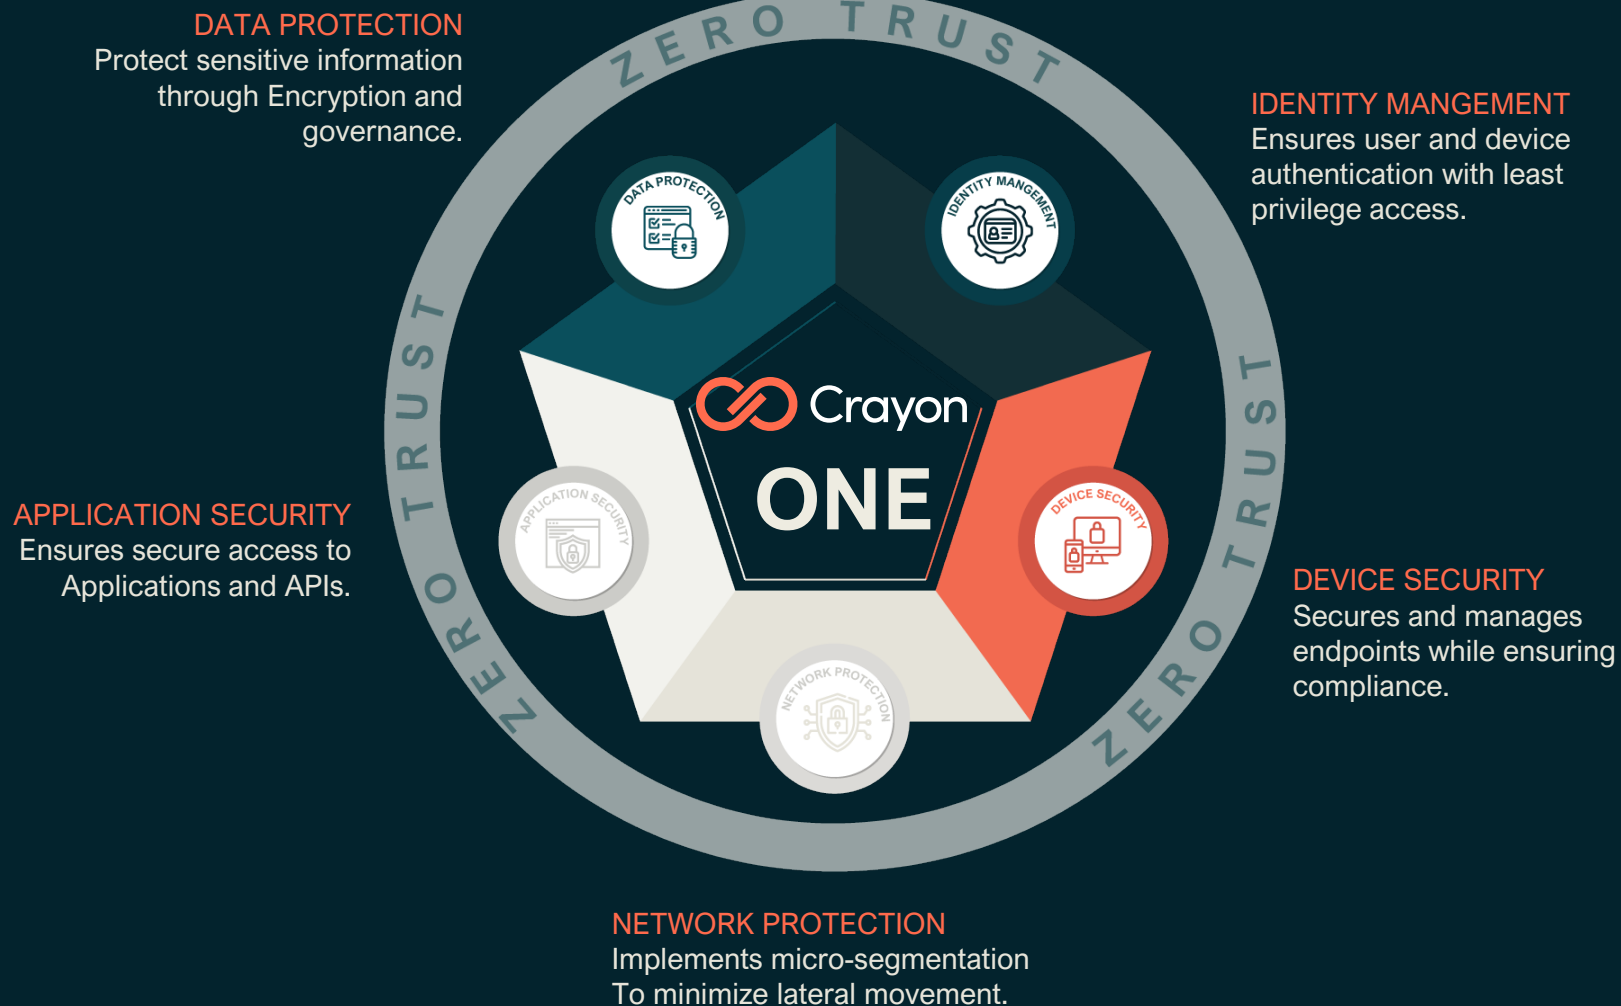 ZERO TRUST
DATA PROTECTION
Protect sensitive information
through Encryption and
governance.
IDENTITY MANGEMENT
Ensures user and device
authentication with least
privilege access.
DATA PROTECTION
IDENTITY MANGEMENT
ZERO TRUST
ZERO TRUST
Crayon
ONE
APPLICATION SECURITY
Ensures secure access to
Applications and APIs.
APPLICATION SECURITY
DEVICE SECURITY
DEVICE SECURITY
Secures and manages
endpoints while ensuring
compliance.
NETWORK PROTECTION
NETWORK PROTECTION
Implements micro-segmentation
To minimize lateral movement.